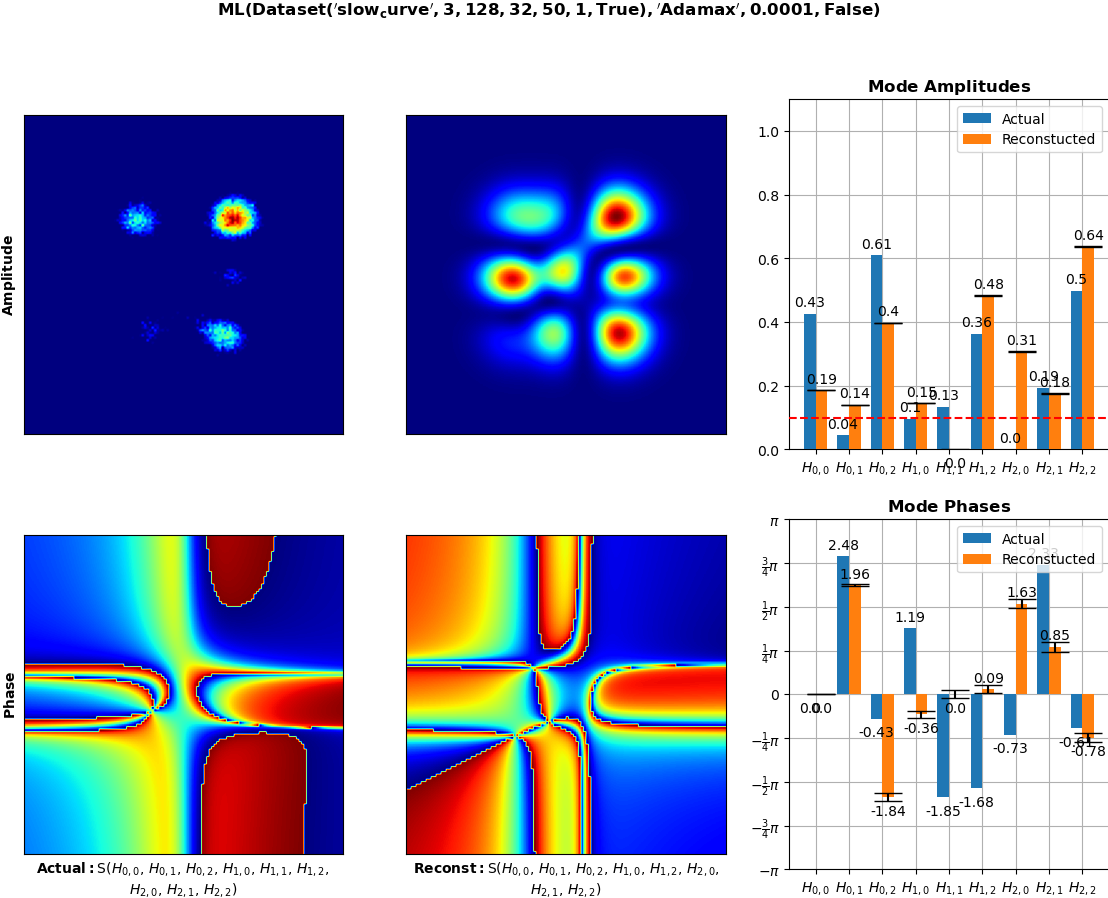 ML(Dataset('slow_curve', 3, 128, 32, 50, 1, True), 'Adamax', 0.0001, False)
Amplitude
Mode Amplitudes
Actual
Reconstucted
1.0
0.8
0.6
0.4
0.2
0.0
0.43
0.19
0.04
0.14
0.61
0.4
0.1
0.15
0.13
0.0
0.36
0.48
0.0
0.31
0.19
0.18
0.5
0.64
H0,0 H0,1 H0,2 H1,0 H1,1 H1,2 H2,0 H2,1 H2,2
Phase
Actual: S(H0,0, H0,1, H0,2, H1,0, H1,1, H1,2,
H2,0, H2,1, H2,2)
Reconst: S(H0,0, H0,1, H0,2, H1,0, H1,2, H2,0,
H2,1, H2,2)
Mode Phases
Actual
Reconstucted
π
3/4π
1/2π
1/4π
0
−1/4π
−1/2π
−3/4π
−π
0.0
0.0
2.48
1.96
-0.43
-1.84
1.19
-0.36
-1.85
0.0
-1.68
0.09
-0.73
1.63
2.33
0.85
-0.78
H0,0 H0,1 H0,2 H1,0 H1,1 H1,2 H2,0 H2,1 H2,2